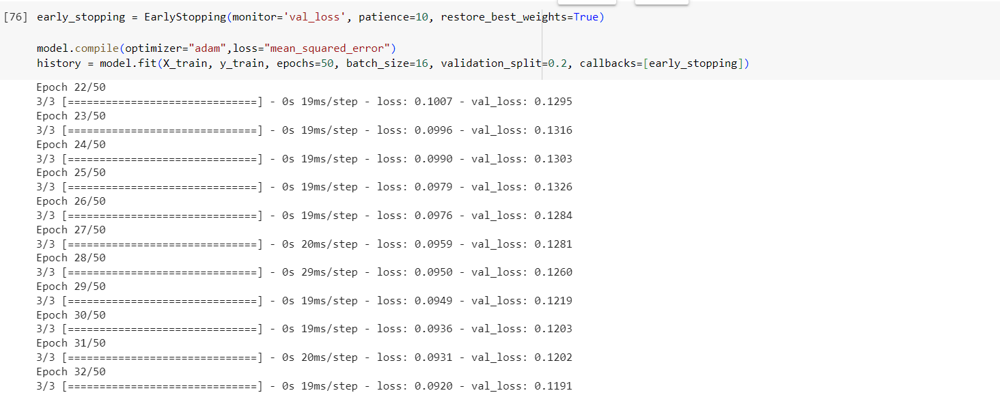 [76] early_stopping = EarlyStopping(monitor='val_loss', patience=10, restore_best_weights=True)
model.compile(optimizer="adam",loss="mean_squared_error")
history = model.fit(X_train, y_train, epochs=50, batch_size=16, validation_split=0.2, callbacks=[early_stopping])
Epoch 22/50
3/3 [==============================] - 0s 19ms/step - loss: 0.1007 - val_loss: 0.1295
Epoch 23/50
3/3 [==============================] - 0s 19ms/step - loss: 0.0996 - val_loss: 0.1316
Epoch 24/50
3/3 [==============================] - 0s 19ms/step - loss: 0.0990 - val_loss: 0.1303
Epoch 25/50
3/3 [==============================] - 0s 19ms/step - loss: 0.0979 - val_loss: 0.1326
Epoch 26/50
3/3 [==============================] - 0s 19ms/step - loss: 0.0976 - val_loss: 0.1284
Epoch 27/50
3/3 [==============================] - 0s 20ms/step - loss: 0.0959 - val_loss: 0.1281
Epoch 28/50
3/3 [==============================] - 0s 29ms/step - loss: 0.0950 - val_loss: 0.1260
Epoch 29/50
3/3 [==============================] - 0s 19ms/step - loss: 0.0949 - val_loss: 0.1219
Epoch 30/50
3/3 [==============================] - 0s 19ms/step - loss: 0.0936 - val_loss: 0.1203
Epoch 31/50
3/3 [==============================] - 0s 20ms/step - loss: 0.0931 - val_loss: 0.1202
Epoch 32/50
3/3 [==============================] - 0s 19ms/step - loss: 0.0920 - val_loss: 0.1191